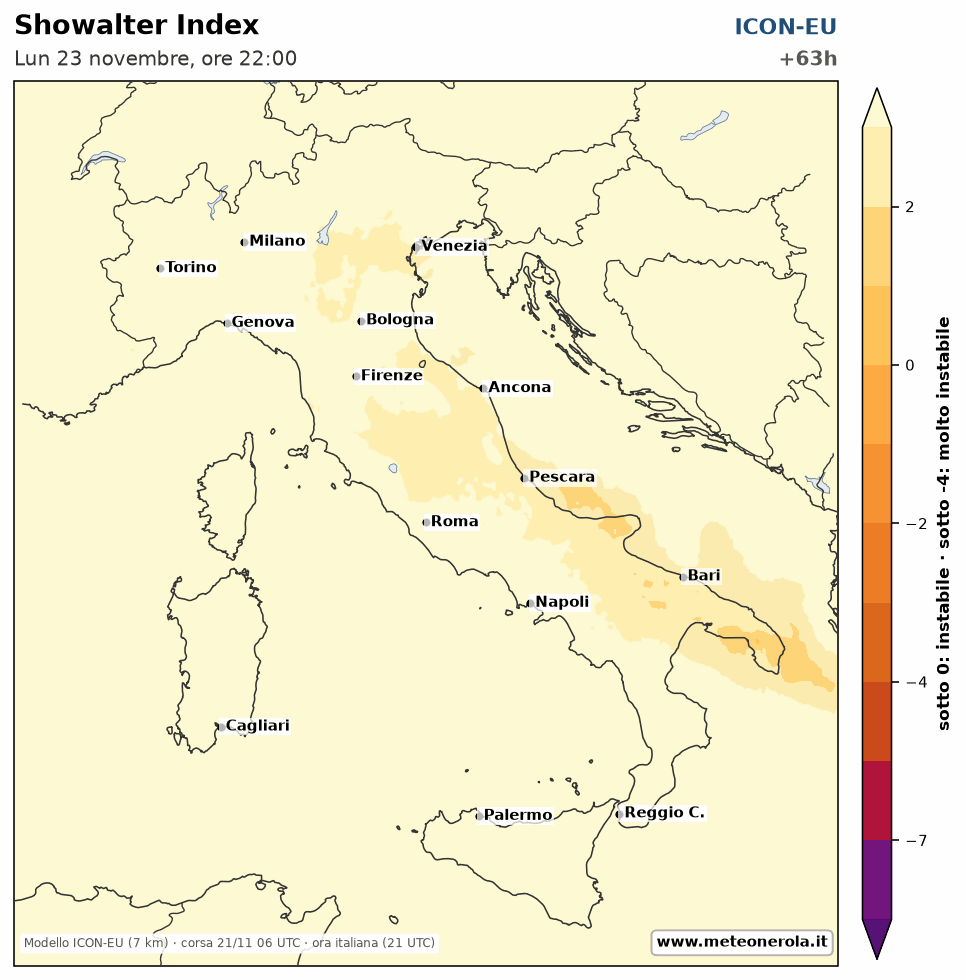 Showalter Index
ICON-EU
Lun 23 novembre, ore 22:00
+63h
Milano
Venezia
Torino
Genova
Bologna
Firenze
Ancona
Pescara
Roma
Bari
Napoli
Cagliari
Palermo
Reggio C.
2
0
−2
−4
−7
sotto 0: instabile · sotto -4: molto instabile
Modello ICON-EU (7 km) · corsa 21/11 06 UTC · ora italiana (21 UTC)
www.meteonerola.it